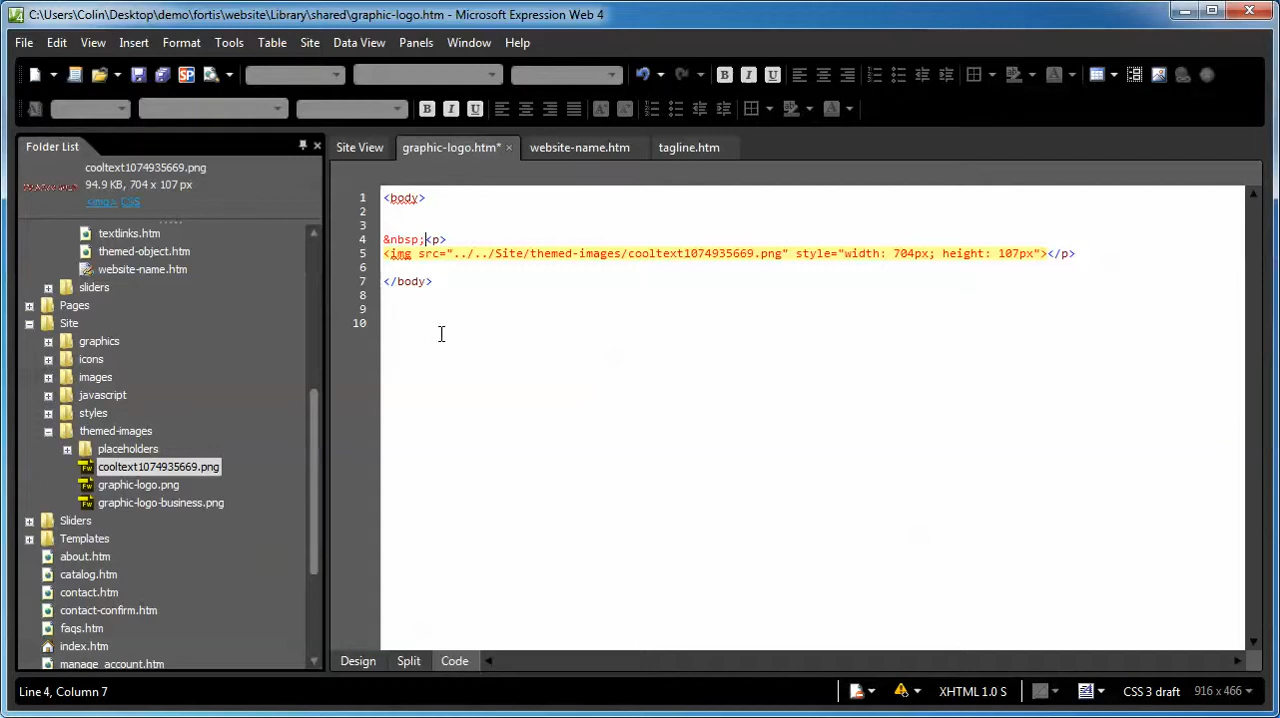 C:\Users\Colin\Desktop\demo\fortis\website\Library\shared\graphic-logo.htm - Microsoft Expression Web 4
File Edit View Insert Format Tools Table Site Data View Panels Window Help
Folder List
Site View graphic-logo.htm* website-name.htm tagline.htm
cooltext1074935669.png
94.9 KB, 704 x 107 px
<img> CSS
textlinks.htm
themed-object.htm
website-name.htm
sliders
Pages
Site
graphics
icons
images
javascript
styles
themed-images
placeholders
cooltext1074935669.png
graphic-logo.png
graphic-logo-business.png
Sliders
Templates
about.htm
catalog.htm
contact.htm
contact-confirm.htm
faqs.htm
index.htm
manage_account.htm
1 <body>
2
3
4 &nbsp;<p>
5 <img src="../../Site/themed-images/cooltext1074935669.png" style="width: 704px; height: 107px"></p>
6
7 </body>
8
9
10
Design Split Code
Line 4, Column 7
XHTML 1.0 S CSS 3 draft 916 x 466